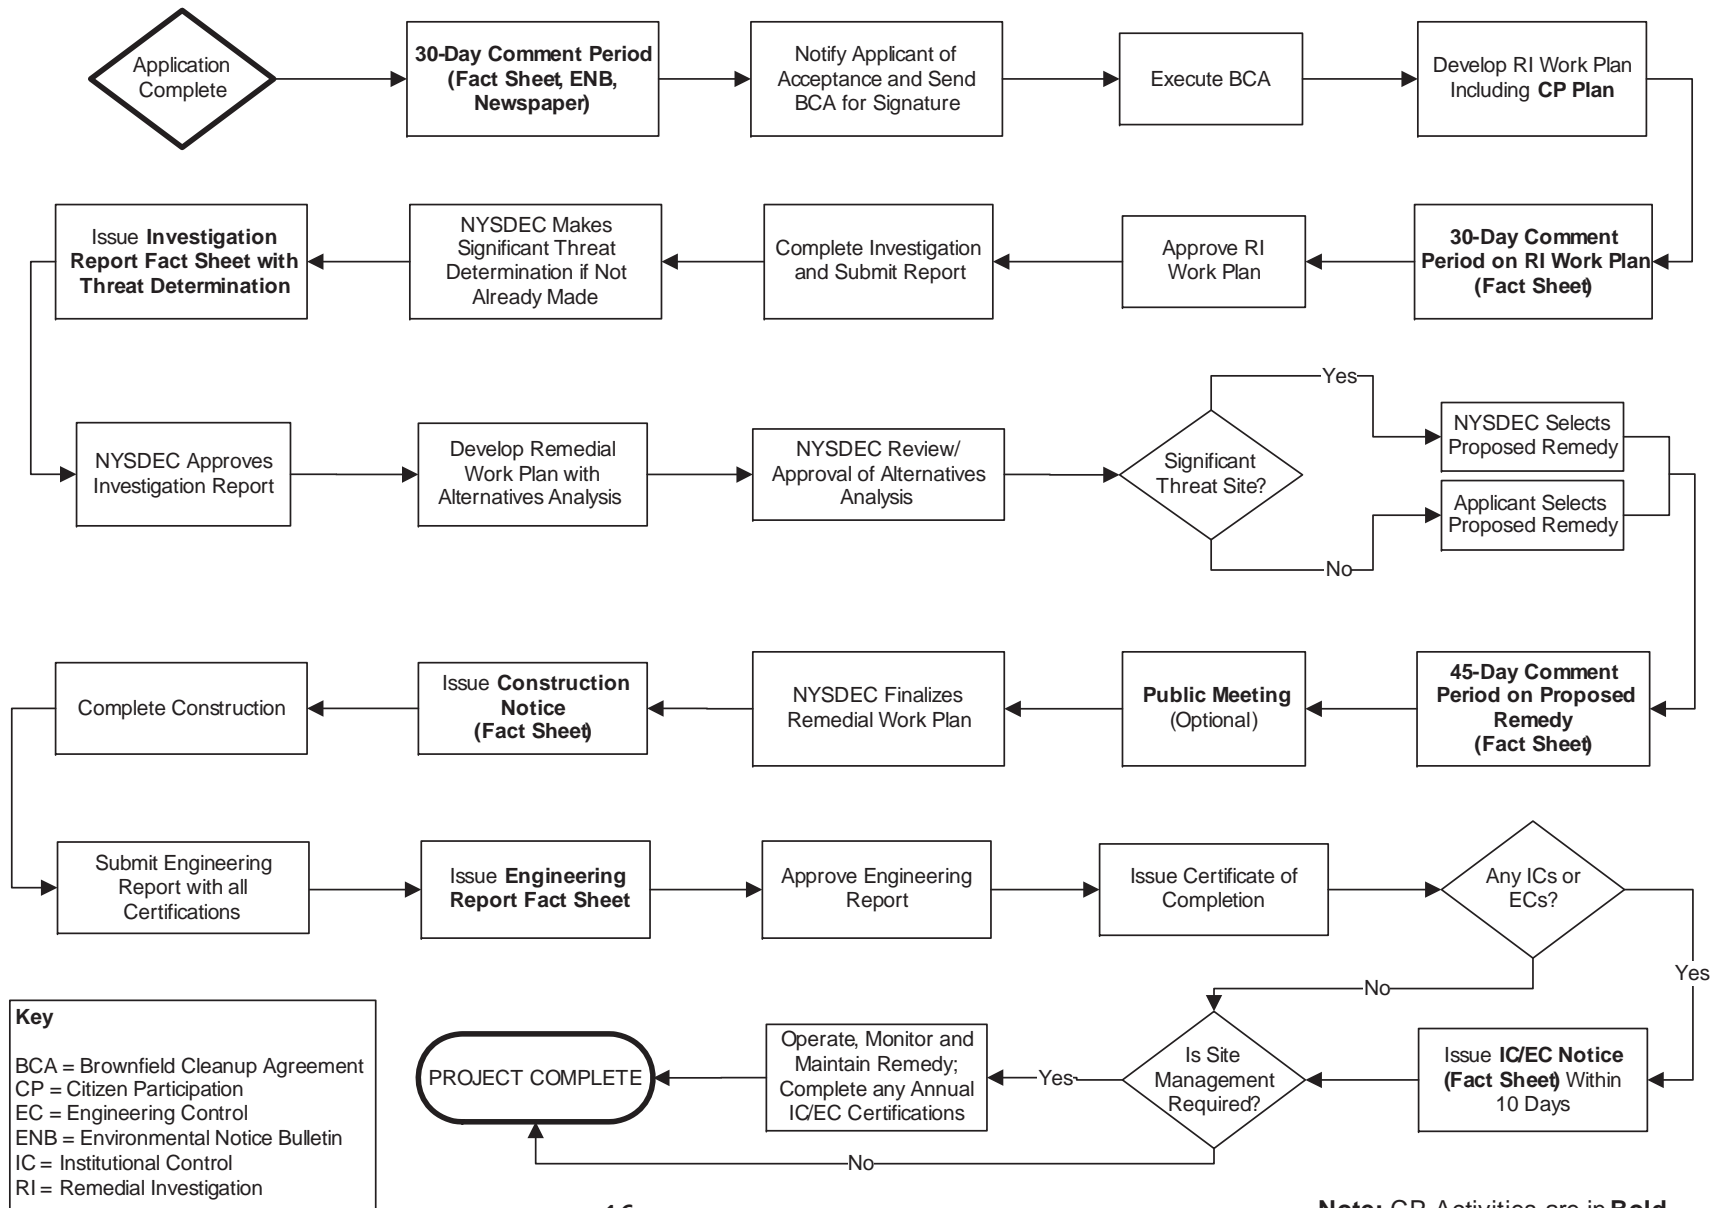 Application
Complete
30-Day Comment Period
(Fact Sheet, ENB,
Newspaper)
Notify Applicant of
Acceptance and Send
BCA for Signature
Execute BCA
Develop RI Work Plan
Including CP Plan
30-Day Comment
Period on RI Work Plan
(Fact Sheet)
Approve RI
Work Plan
Complete Investigation
and Submit Report
NYSDEC Makes
Significant Threat
Determination if Not
Already Made
Issue Investigation
Report Fact Sheet with
Threat Determination
NYSDEC Approves
Investigation Report
Develop Remedial
Work Plan with
Alternatives Analysis
NYSDEC Review/
Approval of Alternatives
Analysis
Significant
Threat Site?
Yes
NYSDEC Selects
Proposed Remedy
Applicant Selects
Proposed Remedy
No
45-Day Comment
Period on Proposed
Remedy
(Fact Sheet)
Public Meeting
(Optional)
NYSDEC Finalizes
Remedial Work Plan
Issue Construction
Notice
(Fact Sheet)
Complete Construction
Submit Engineering
Report with all
Certifications
Issue Engineering
Report Fact Sheet
Approve Engineering
Report
Issue Certificate of
Completion
Any ICs or
ECs?
Yes
No
Issue IC/EC Notice
(Fact Sheet) Within
10 Days
Is Site
Management
Required?
Yes
Operate, Monitor and
Maintain Remedy;
Complete any Annual
IC/EC Certifications
PROJECT COMPLETE
No
Key
BCA = Brownfield Cleanup Agreement
CP = Citizen Participation
EC = Engineering Control
ENB = Environmental Notice Bulletin
IC = Institutional Control
RI = Remedial Investigation
Note: CP Activities are in Bold